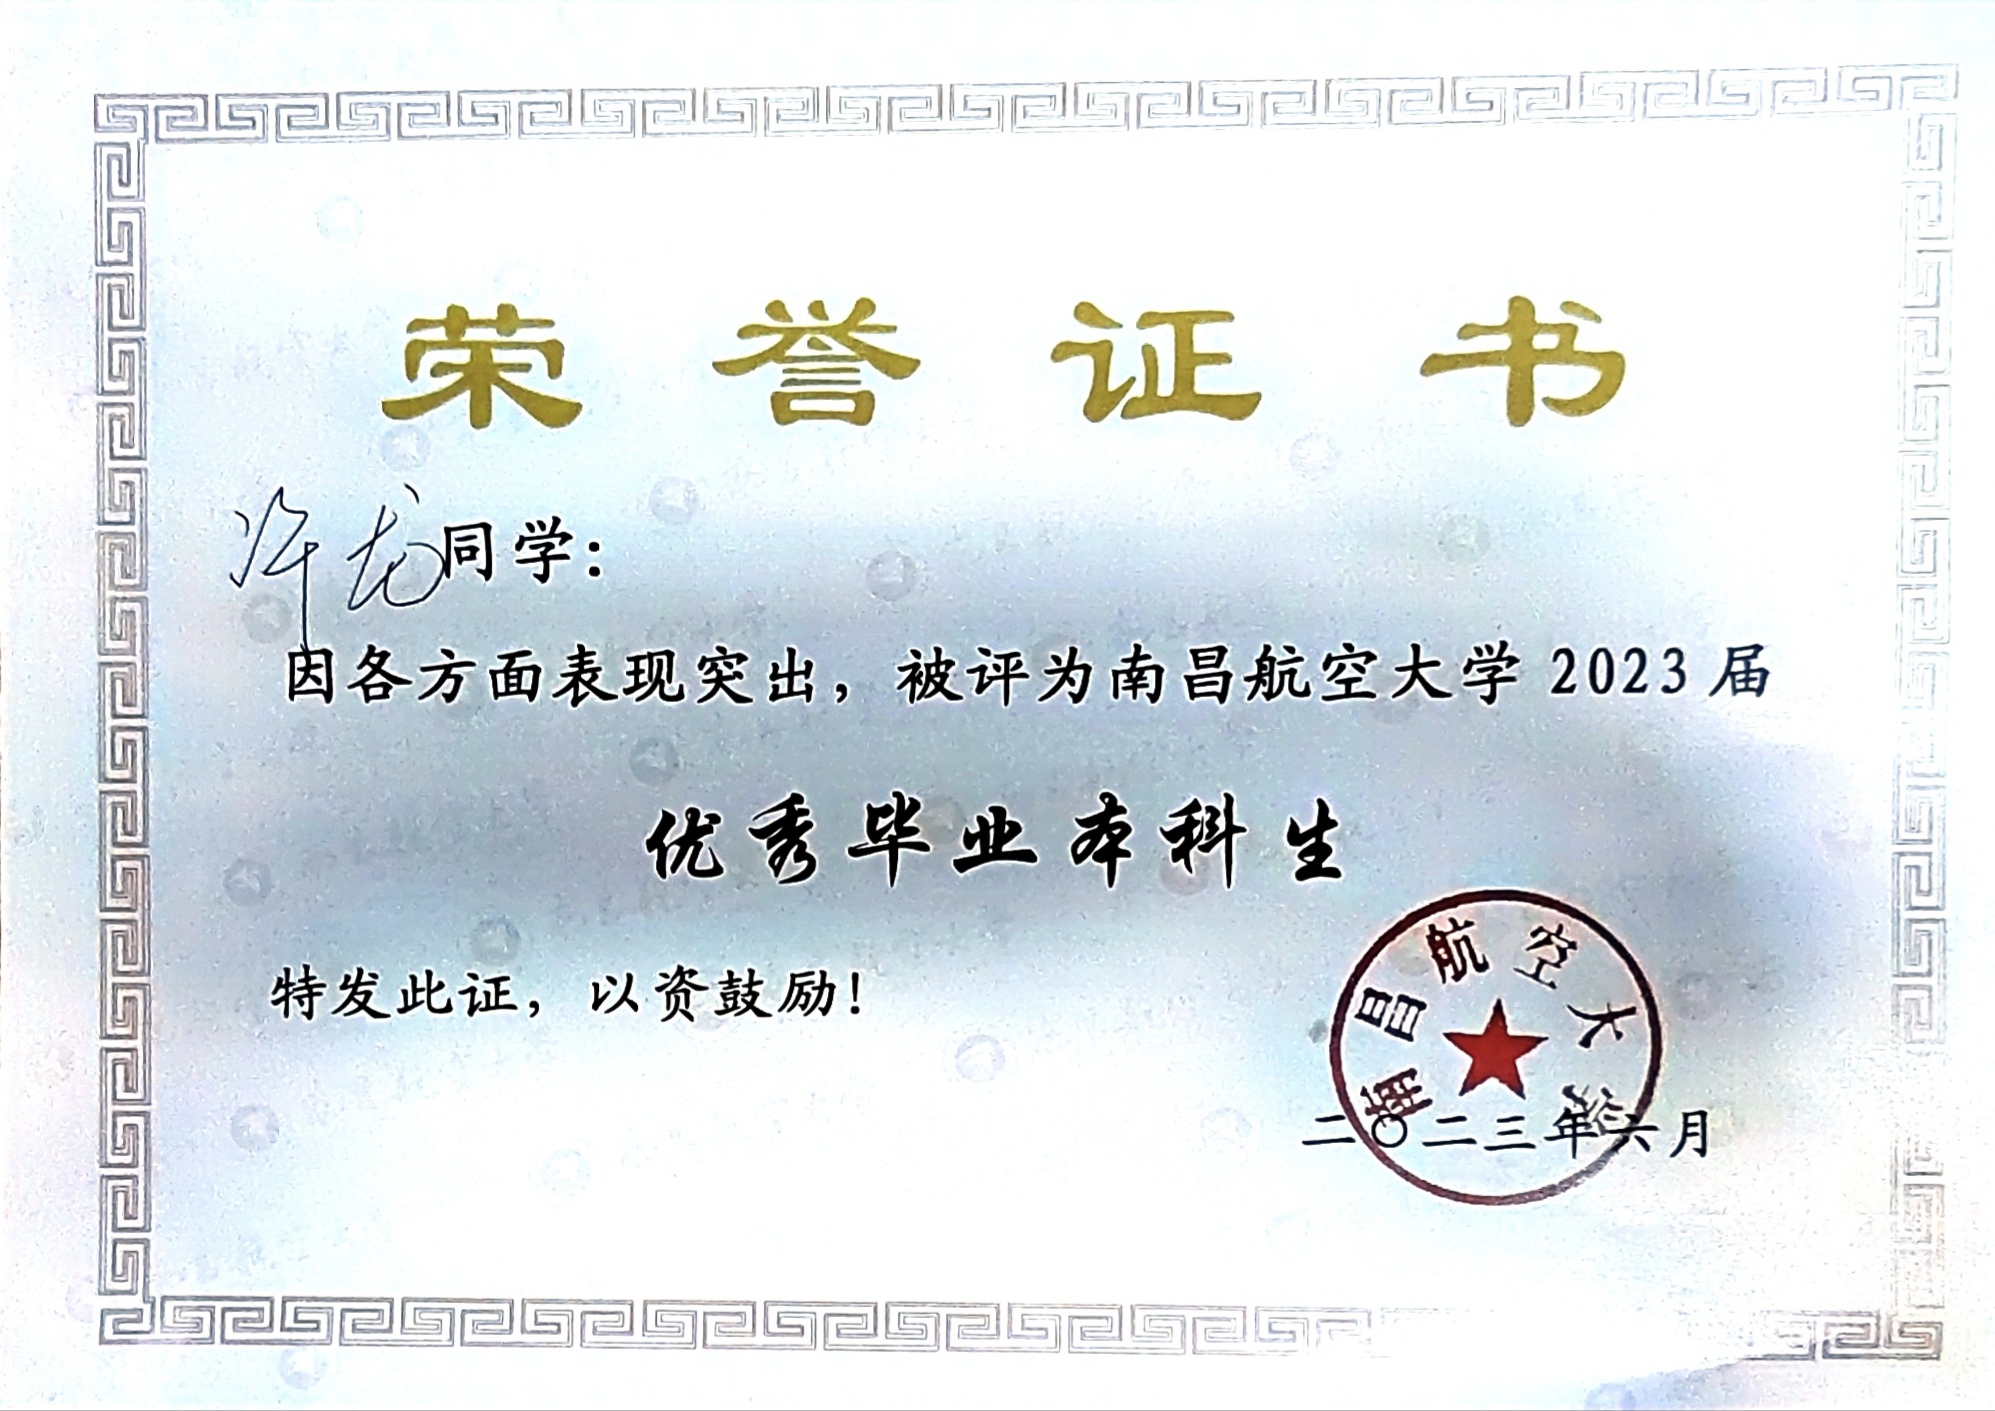 荣誉证书
许龙同学：
因各方面表现突出，被评为南昌航空大学 2023 届
优秀毕业本科生
特发此证，以资鼓励！
南昌航空大学
二〇二三年六月